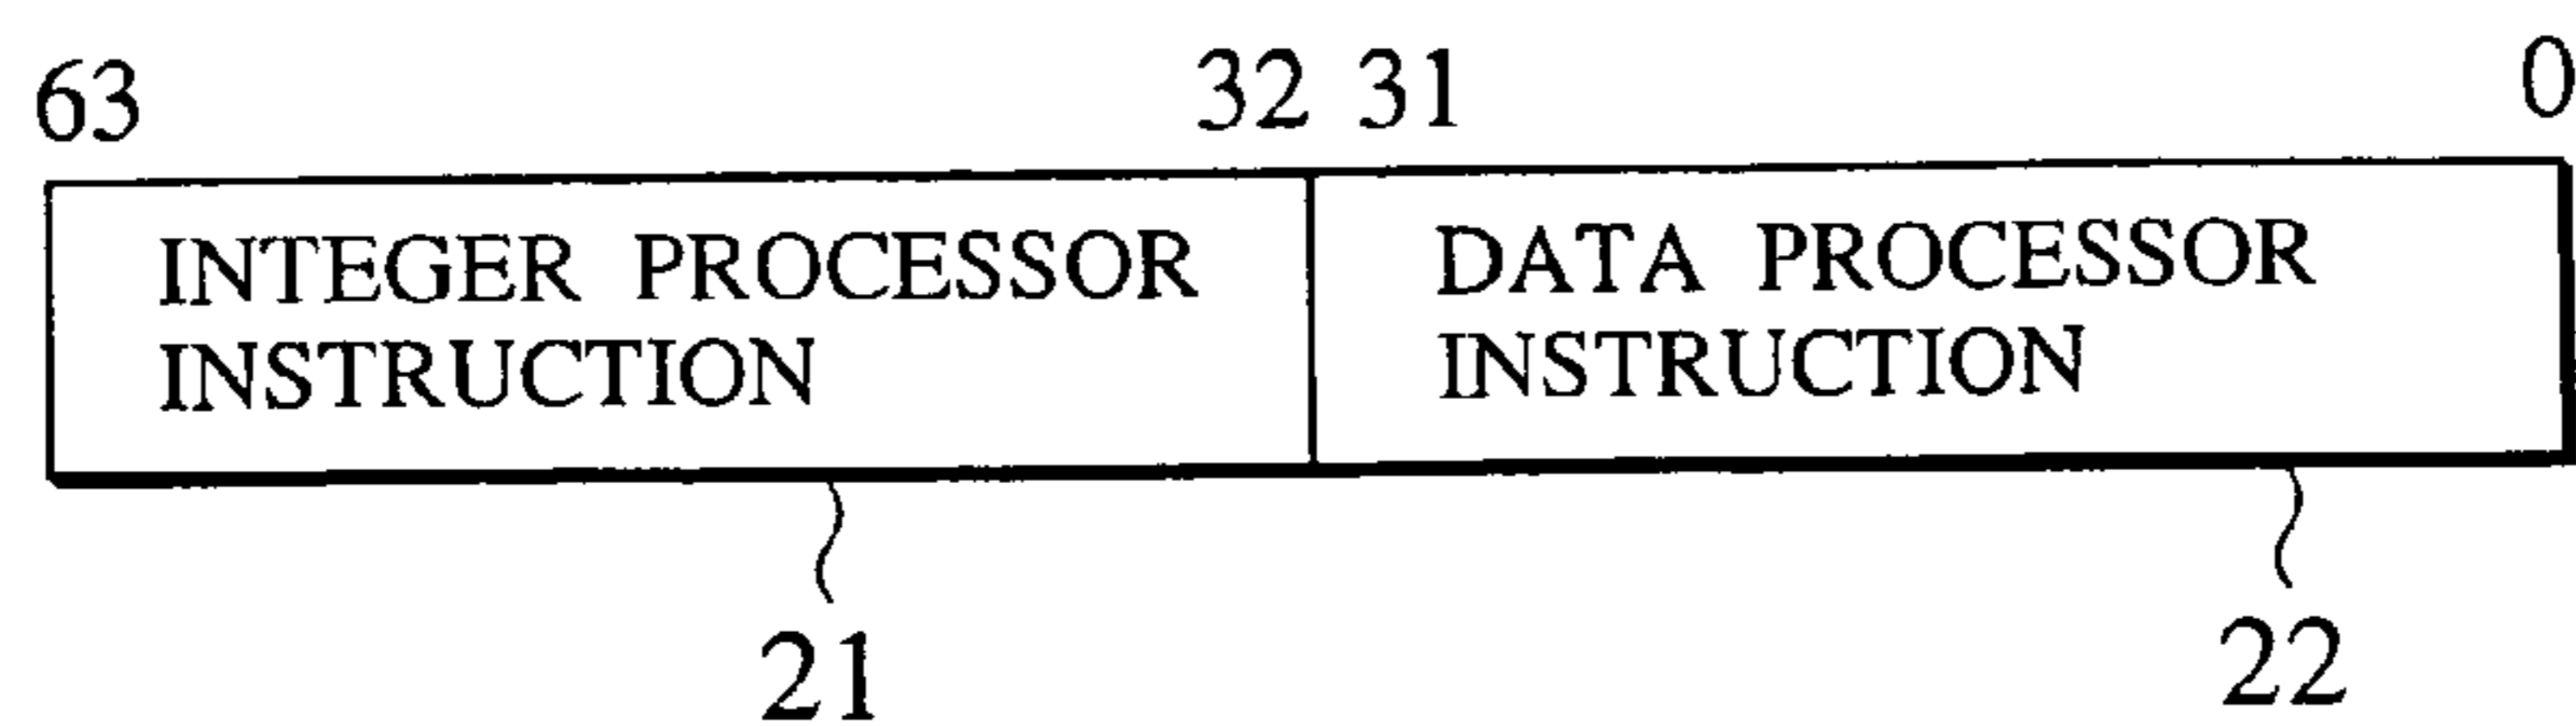 63 32 31 0
INTEGER PROCESSOR INSTRUCTION
DATA PROCESSOR INSTRUCTION
21 22